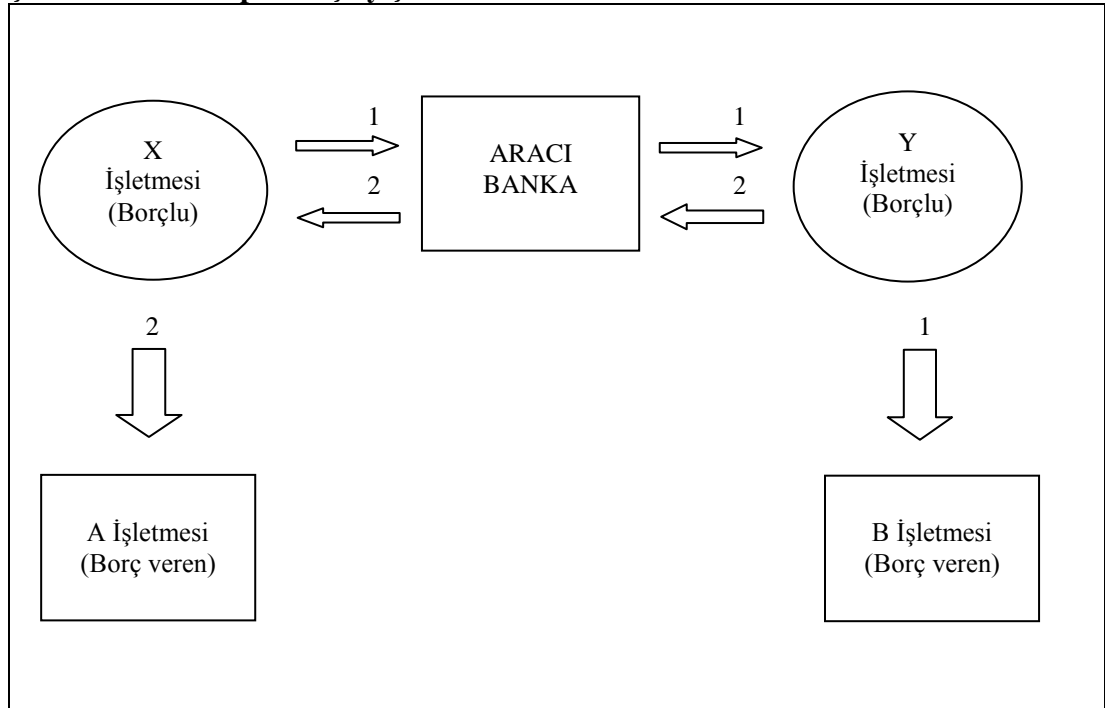 1
1
X
İşletmesi
(Borçlu)
ARACI
BANKA
Y
İşletmesi
(Borçlu)
2
2
2
1
A İşletmesi
(Borç veren)
B İşletmesi
(Borç veren)